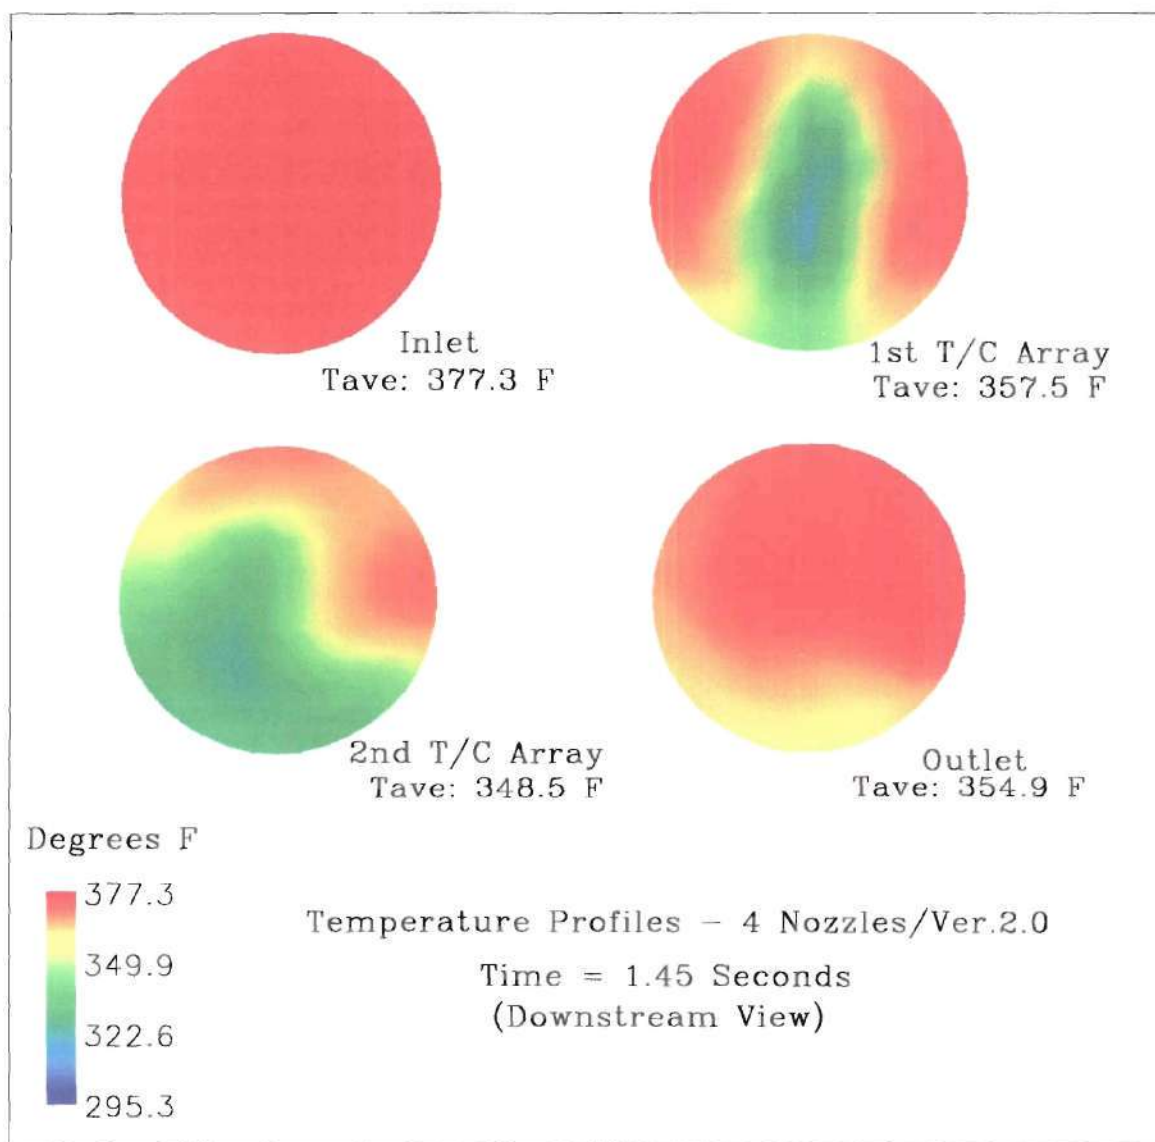 Inlet
Tave: 377.3 F
1st T/C Array
Tave: 357.5 F
2nd T/C Array
Tave: 348.5 F
Outlet
Tave: 354.9 F
Degrees F
377.3
349.9
322.6
295.3
Temperature Profiles - 4 Nozzles/Ver.2.0
Time = 1.45 Seconds
(Downstream View)